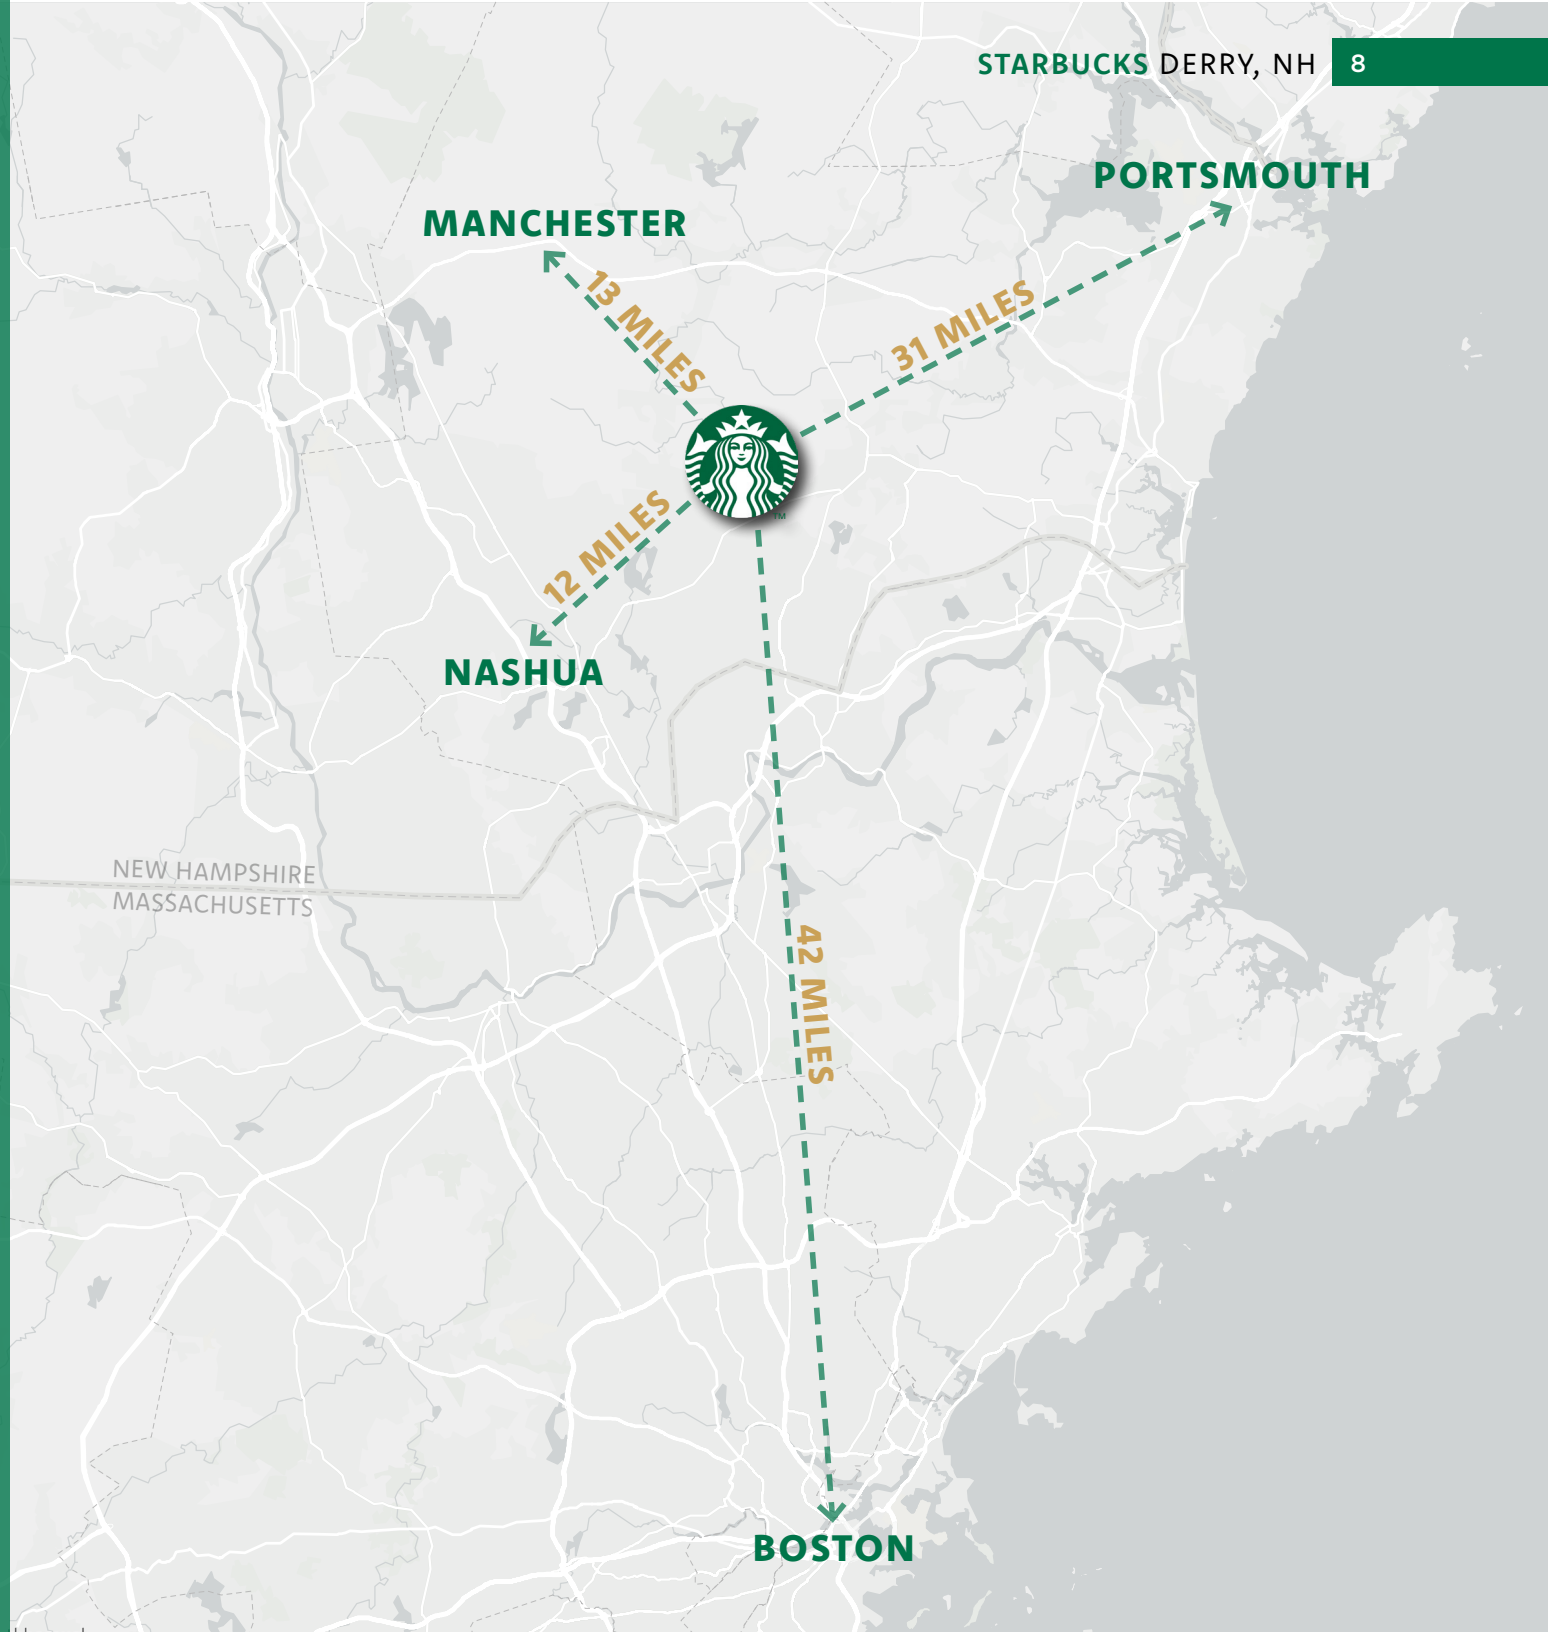 STARBUCKS DERRY, NH 8
PORTSMOUTH
MANCHESTER
13 MILES
31 MILES
12 MILES
TM
NASHUA
NEW HAMPSHIRE
MASSACHUSETTS
42 MILES
BOSTON